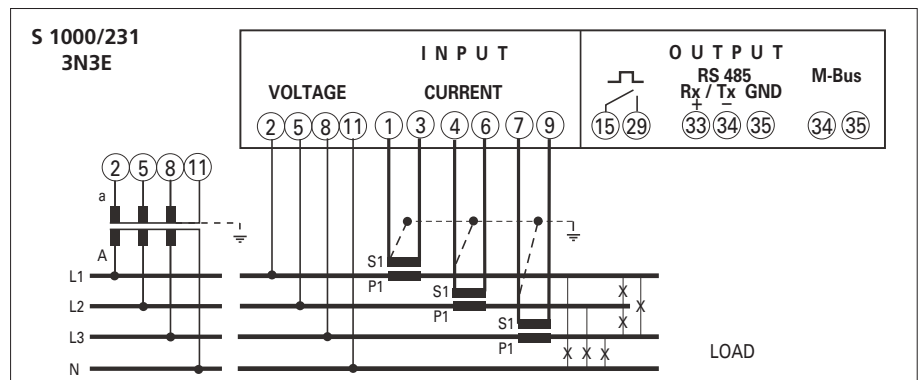 S 1000/231
3N3E
INPUT
OUTPUT
VOLTAGE
CURRENT
RS 485
Rx / Tx GND
+ −
M-Bus
2 5 8 11 1 3 4 6 7 9 15 29 33 34 35 34 35
2 5 8 11
a
A
S1
P1
S1
P1
S1
P1
L1
L2
L3
N
X
X
X
X X X
LOAD